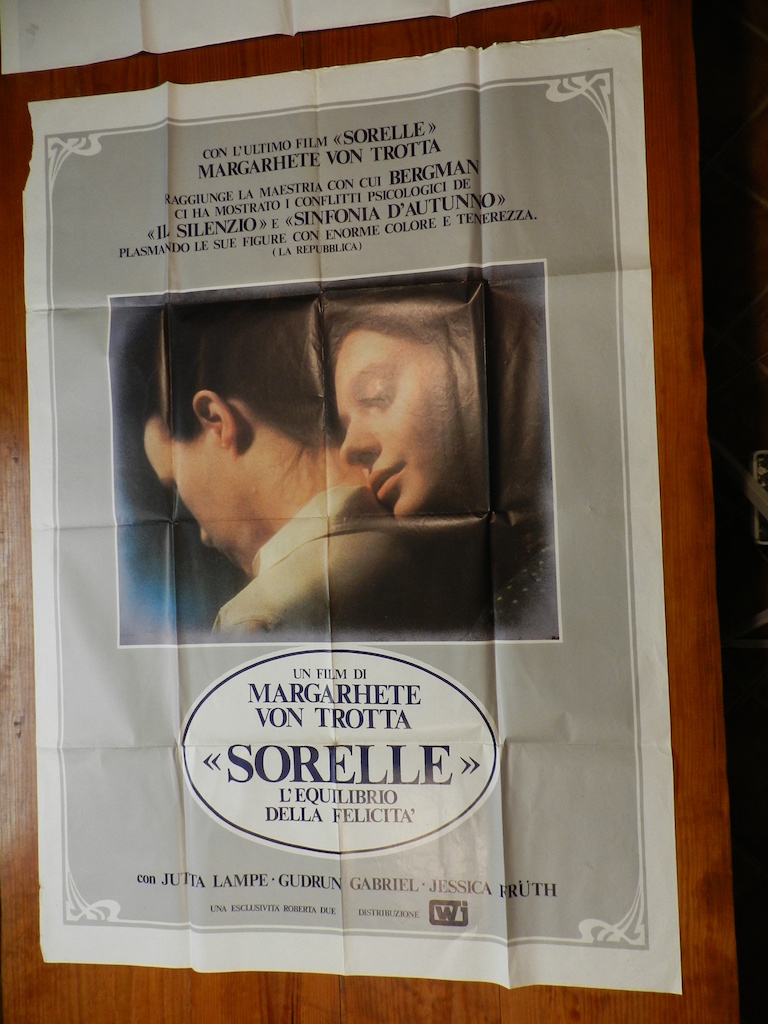 CON L'ULTIMO FILM «SORELLE»
MARGARHETE VON TROTTA
RAGGIUNGE LA MAESTRIA CON CUI BERGMAN
CI HA MOSTRATO I CONFLITTI PSICOLOGICI DE
«IL SILENZIO» E «SINFONIA D'AUTUNNO»
PLASMANDO LE SUE FIGURE CON ENORME COLORE E TENEREZZA.
(LA REPUBBLICA)
UN FILM DI
MARGARHETE
VON TROTTA
«SORELLE»
L'EQUILIBRIO
DELLA FELICITA'
con JUTTA LAMPE · GUDRUN GABRIEL · JESSICA FRÜTH
UNA ESCLUSIVITÀ ROBERTA DUE DISTRIBUZIONE Wj